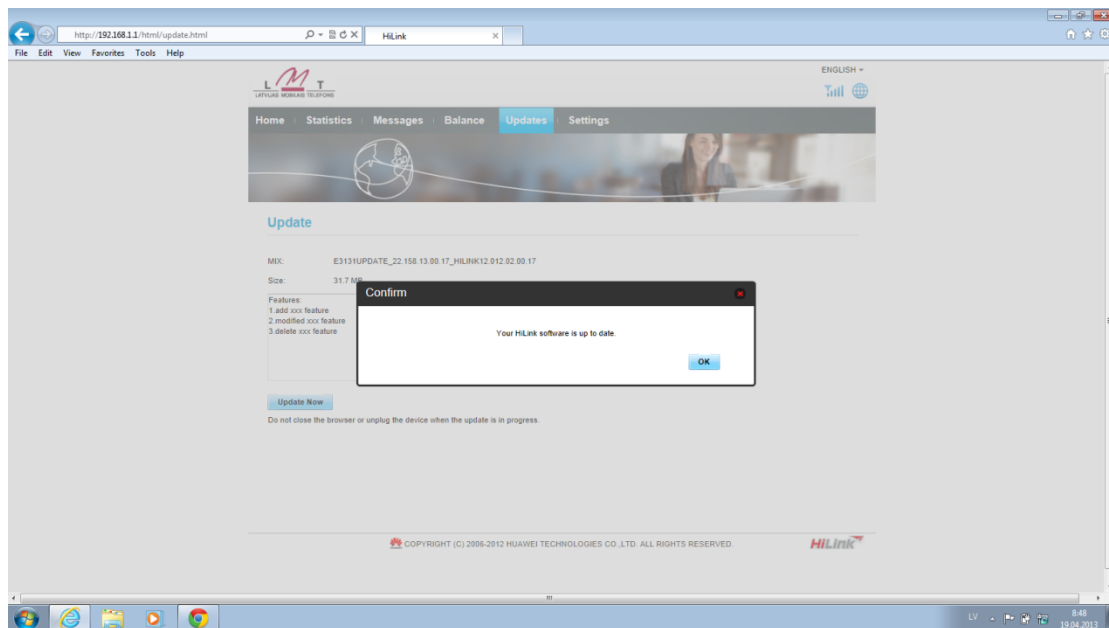 http://192.168.1.1/html/update.html
HiLink
File Edit View Favorites Tools Help
ENGLISH
L M T
LATVIJAS MOBILAIS TELEFONS
Home Statistics Messages Balance Updates Settings
Update
MIX: E3131UPDATE_22.158.13.00.17_HILINK12.012.02.00.17
Size: 31.7 MB
Features:
1.add xxx feature
2.modified xxx feature
3.delete xxx feature
Confirm
Your HiLink software is up to date.
OK
Update Now
Do not close the browser or unplug the device when the update is in progress.
COPYRIGHT (C) 2006-2012 HUAWEI TECHNOLOGIES CO.,LTD. ALL RIGHTS RESERVED.
HiLink
LV
8:48
19.04.2013